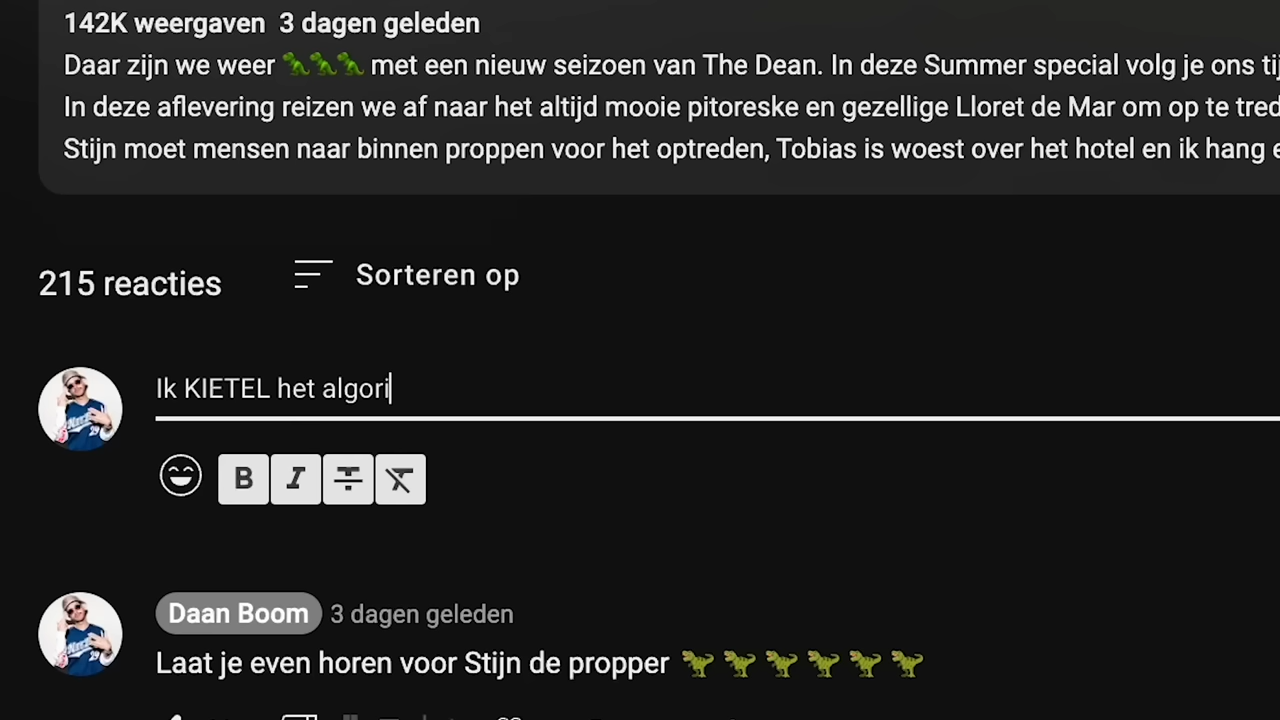 142K weergaven 3 dagen geleden
Daar zijn we weer 🦖🦖🦖 met een nieuw seizoen van The Dean. In deze Summer special volg je ons
In deze aflevering reizen we af naar het altijd mooie pitoreske en gezellige Lloret de Mar om op te
Stijn moet mensen naar binnen proppen voor het optreden, Tobias is woest over het hotel en ik hang
215 reacties
Sorteren op
Ik KIETEL het algori
B I T T
Daan Boom 3 dagen geleden
Laat je even horen voor Stijn de propper 🦖 🦖 🦖 🦖 🦖 🦖